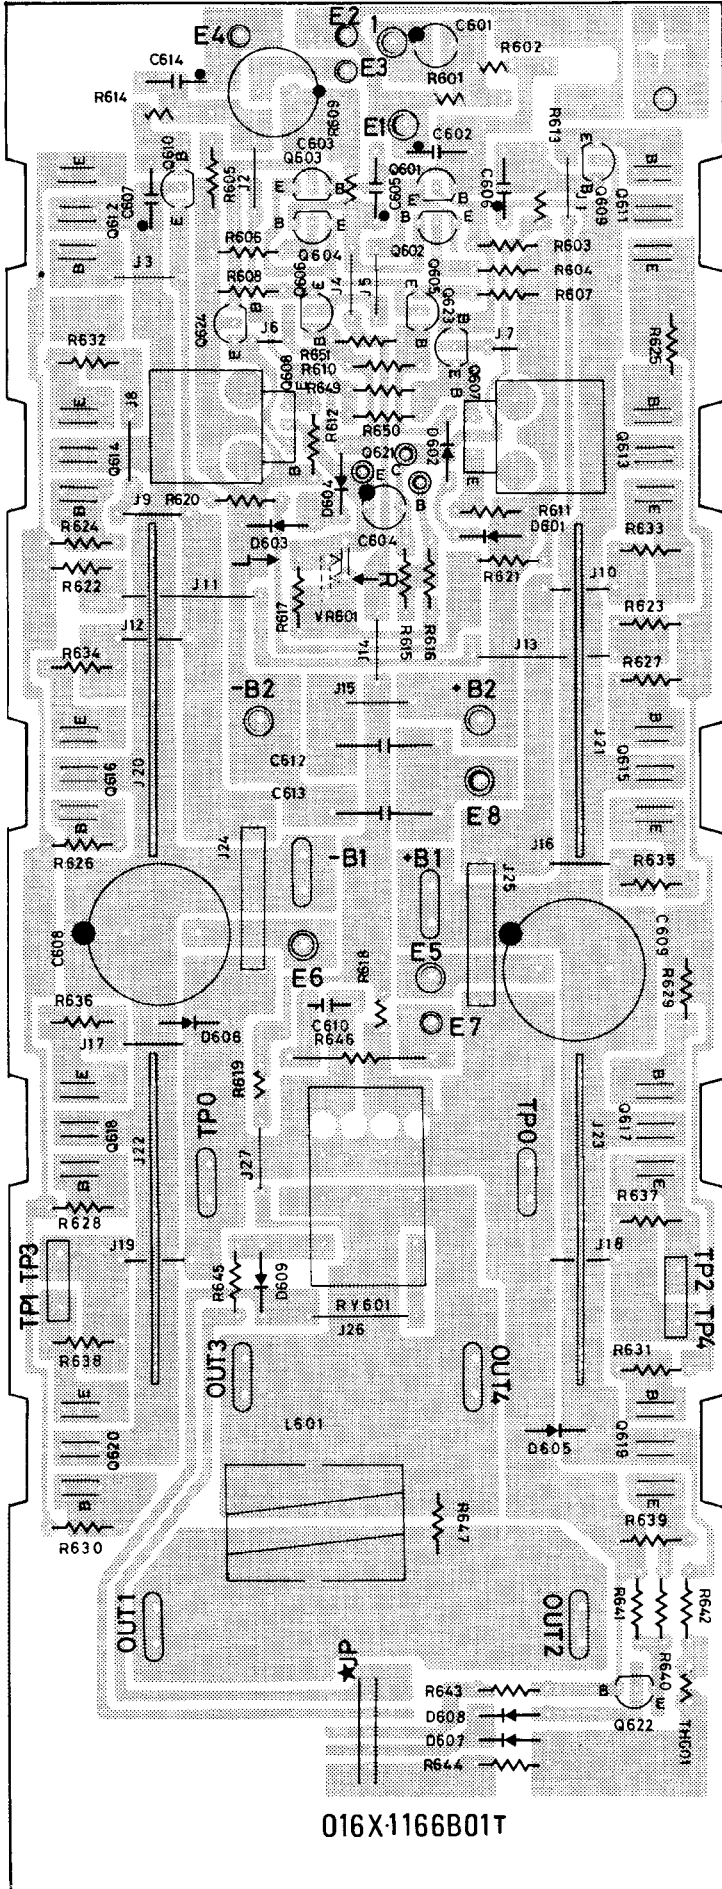 E4
E2
1
C601
C614
E3
R602
R601
R614
R609
E1
R613
C603
C602
Q610
B
E
Q603
Q601
E
B
C607
R605
J2
C605
C606
E
B
E
B
E
B
Q609
Q611
J1
Q612
E
B
E
B
E
R606
Q604
Q602
R603
B
J3
R608
Q606
J4
J5
Q605
R604
E
B
E
E
R607
Q624
J6
Q623
B
J7
R625
R632
E
B
R651
B
E
R610
Q608
R649
B
Q607
E
J8
E
B
R612
R650
D602
Q614
Q621
Q613
B
B
D604
E
C
E
E
J9
R620
B
R611
R624
D603
C604
D601
R633
R622
J11
R621
J10
R617
VR601
R615
R616
R623
J12
J14
J13
R634
R627
-B2
J15
+B2
E
B
C612
J21
Q616
J20
Q615
C613
E8
B
E
R626
J24
-B1
+B1
J16
R635
J25
C608
C609
E6
E5
R629
R618
R636
D606
C610
E7
J17
R646
R619
E
B
Q618
J22
TP0
J27
TP0
J23
Q617
B
E
R628
R637
J19
J18
TP1 TP3
R645
D609
RY601
TP2 TP4
J26
R638
OUT3
OUT4
R631
E
B
L601
Q620
D605
Q619
B
E
R647
R630
R639
OUT1
OUT2
R641
R642
★JP
R640
R643
B
E
D608
Q622
TH601
D607
R644
016X·1166B01T